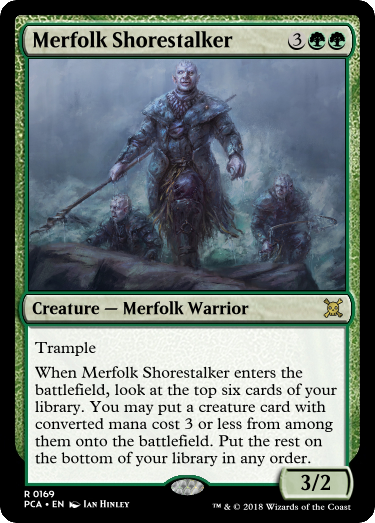 Merfolk Shorestalker 3
Creature — Merfolk Warrior
Trample
When Merfolk Shorestalker enters the
battlefield, look at the top six cards of your
library. You may put a creature card with
converted mana cost 3 or less from among
them onto the battlefield. Put the rest on
the bottom of your library in any order.
3/2
R 0169
PCA • EN Ian Hinley
™ & © 2018 Wizards of the Coast